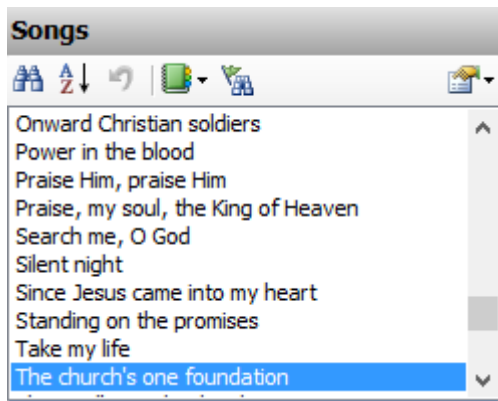 Songs
A
Z
Onward Christian soldiers
Power in the blood
Praise Him, praise Him
Praise, my soul, the King of Heaven
Search me, O God
Silent night
Since Jesus came into my heart
Standing on the promises
Take my life
The church's one foundation